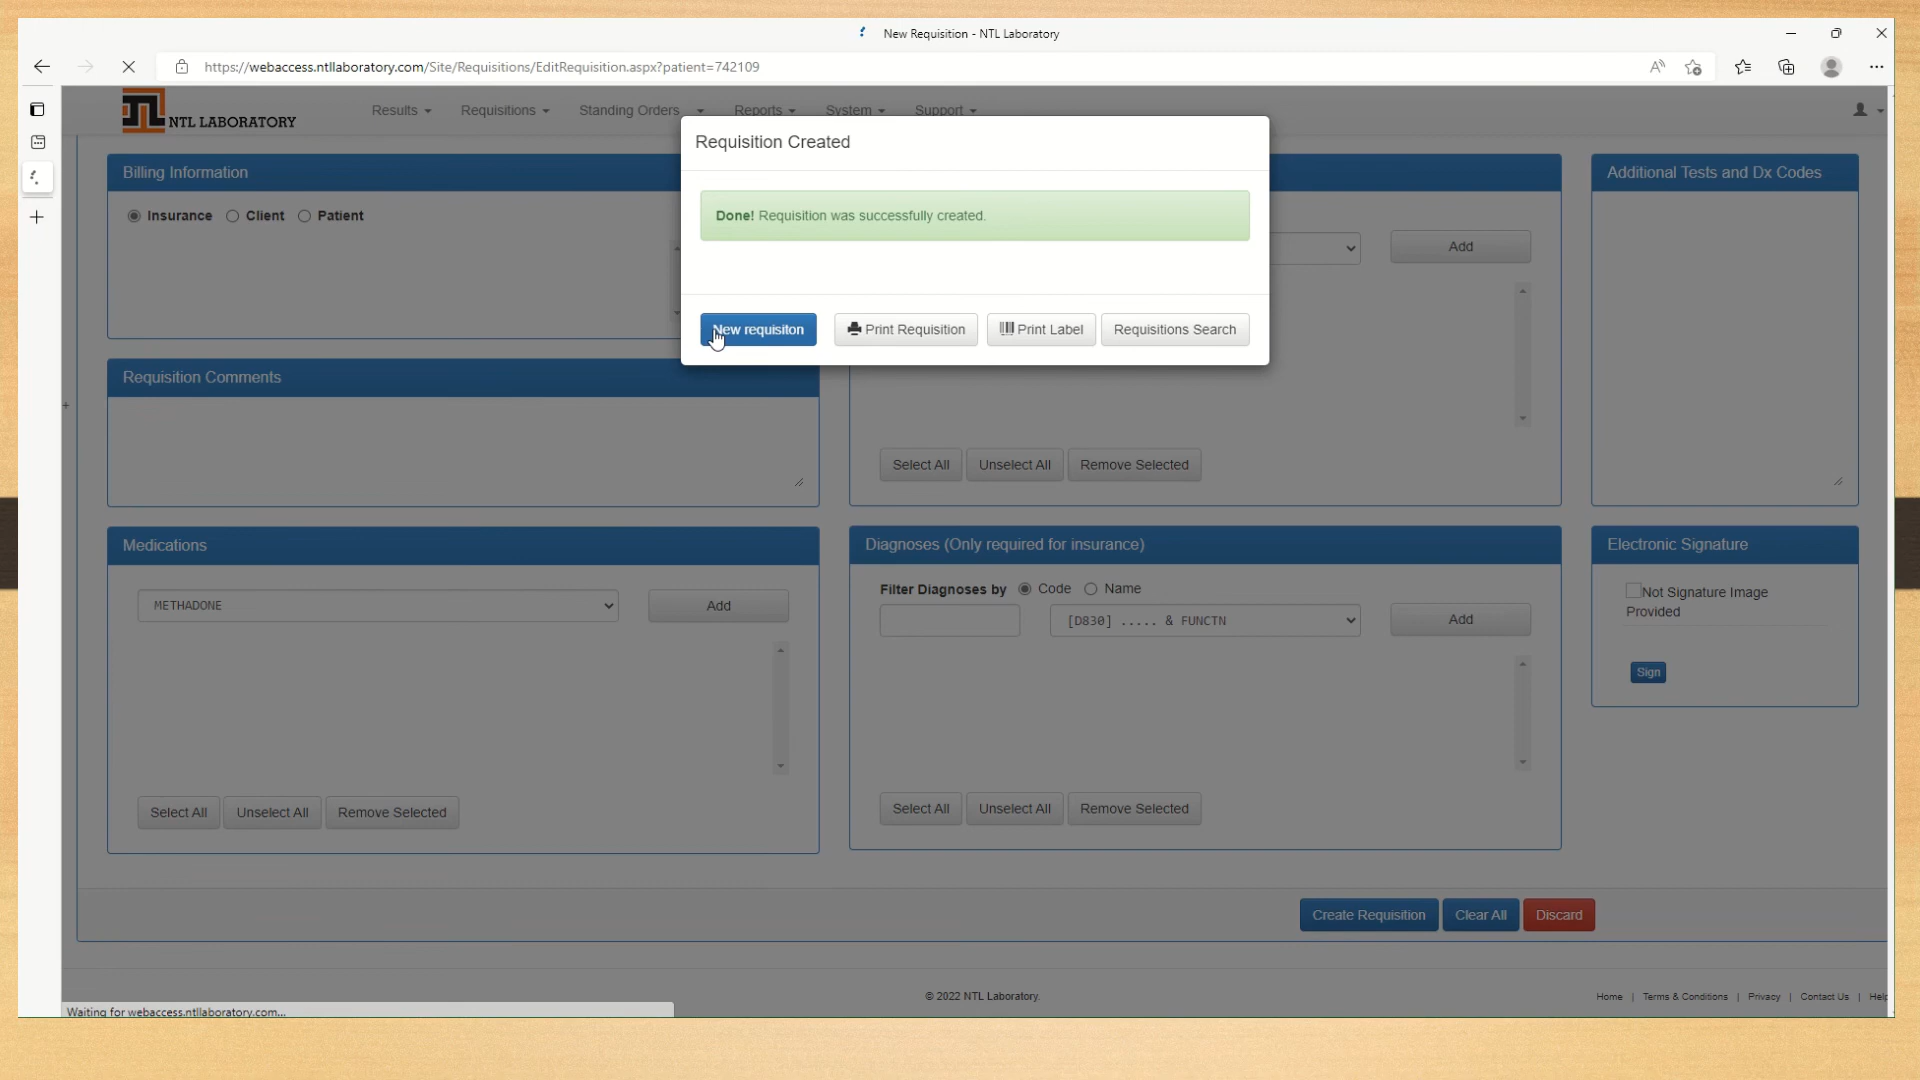 New Requisition - NTL Laboratory
https://webaccess.ntllaboratory.com/Site/Requisitions/EditRequisition.aspx?patient=742109
NTL LABORATORY
Results
Requisitions
Standing Orders
Reports
System
Support
Requisition Created
Done! Requisition was successfully created.
New requisiton
Print Requisition
Print Label
Requisitions Search
Billing Information
Insurance
Client
Patient
Add
Select All
Unselect All
Remove Selected
Additional Tests and Dx Codes
Requisition Comments
Medications
METHADONE
Add
Select All
Unselect All
Remove Selected
Diagnoses (Only required for insurance)
Filter Diagnoses by
Code
Name
[D830] ..... & FUNCTN
Add
Select All
Unselect All
Remove Selected
Electronic Signature
Not Signature Image
Provided
Sign
Create Requisition
Clear All
Discard
© 2022 NTL Laboratory.
Home | Terms & Conditions | Privacy | Contact Us |
Waiting for webaccess.ntllaboratory.com...